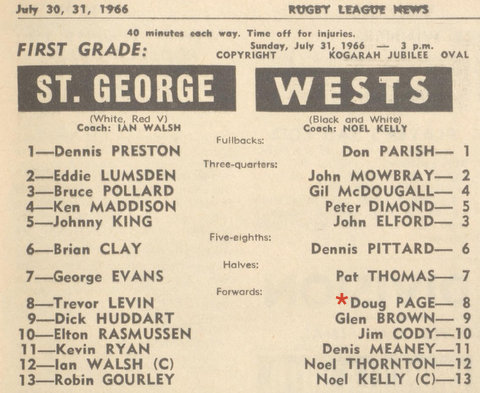 July 30, 31, 1966 RUGBY LEAGUE NEWS
40 minutes each way. Time off for injuries.
FIRST GRADE: Sunday, July 31, 1966 — 3 p.m.
COPYRIGHT KOGARAH JUBILEE OVAL
ST. GEORGE WESTS
(White, Red V) (Black and White)
Coach: IAN WALSH Coach: NOEL KELLY
Fullbacks:
1—Dennis PRESTON Don PARISH— 1
Three-quarters:
2—Eddie LUMSDEN John MOWBRAY— 2
3—Bruce POLLARD Gil McDOUGALL— 4
4—Ken MADDISON Peter DIMOND— 5
5—Johnny KING John ELFORD— 3
Five-eighths:
6—Brian CLAY Dennis PITTARD— 6
Halves:
7—George EVANS Pat THOMAS— 7
Forwards:
8—Trevor LEVIN *Doug PAGE— 8
9—Dick HUDDART Glen BROWN— 9
10—Elton RASMUSSEN Jim CODY—10
11—Kevin RYAN Denis MEANEY—11
12—Ian WALSH (C) Noel THORNTON—12
13—Robin GOURLEY Noel KELLY (C)—13